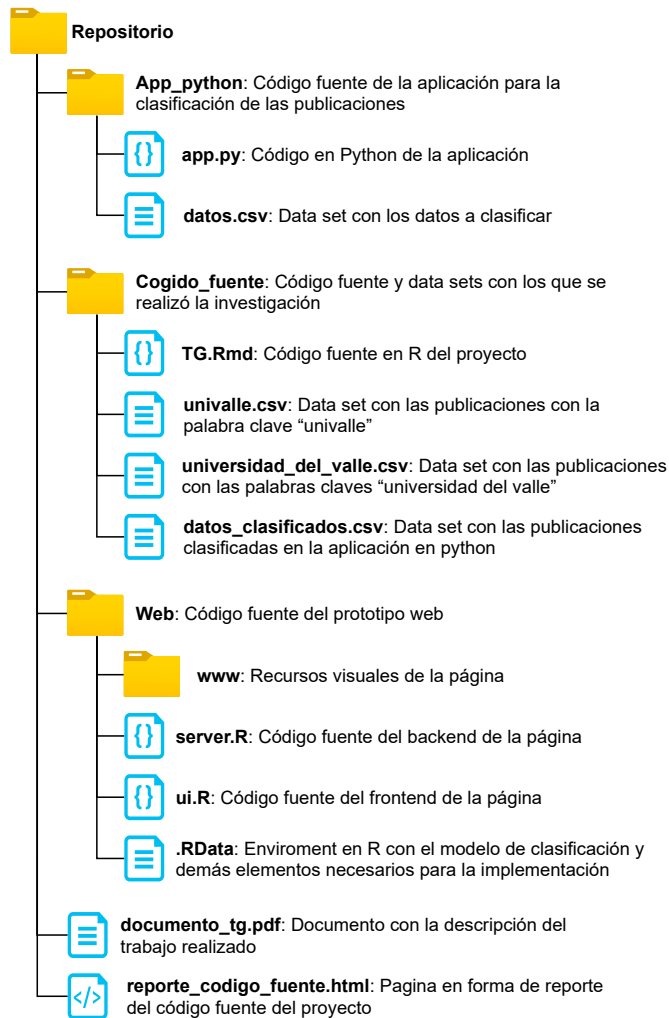 Repositorio
App_python: Código fuente de la aplicación para la
clasificación de las publicaciones
{}
app.py: Código en Python de la aplicación
datos.csv: Data set con los datos a clasificar
Cogido_fuente: Código fuente y data sets con los que se
realizó la investigación
{}
TG.Rmd: Código fuente en R del proyecto
univalle.csv: Data set con las publicaciones con la
palabra clave “univalle”
universidad_del_valle.csv: Data set con las publicaciones
con las palabras claves “universidad del valle”
datos_clasificados.csv: Data set con las publicaciones
clasificadas en la aplicación en python
Web: Código fuente del prototipo web
www: Recursos visuales de la página
{}
server.R: Código fuente del backend de la página
{}
ui.R: Código fuente del frontend de la página
.RData: Enviroment en R con el modelo de clasificación y
demás elementos necesarios para la implementación
documento_tg.pdf: Documento con la descripción del
trabajo realizado
</>
reporte_codigo_fuente.html: Pagina en forma de reporte
del código fuente del proyecto